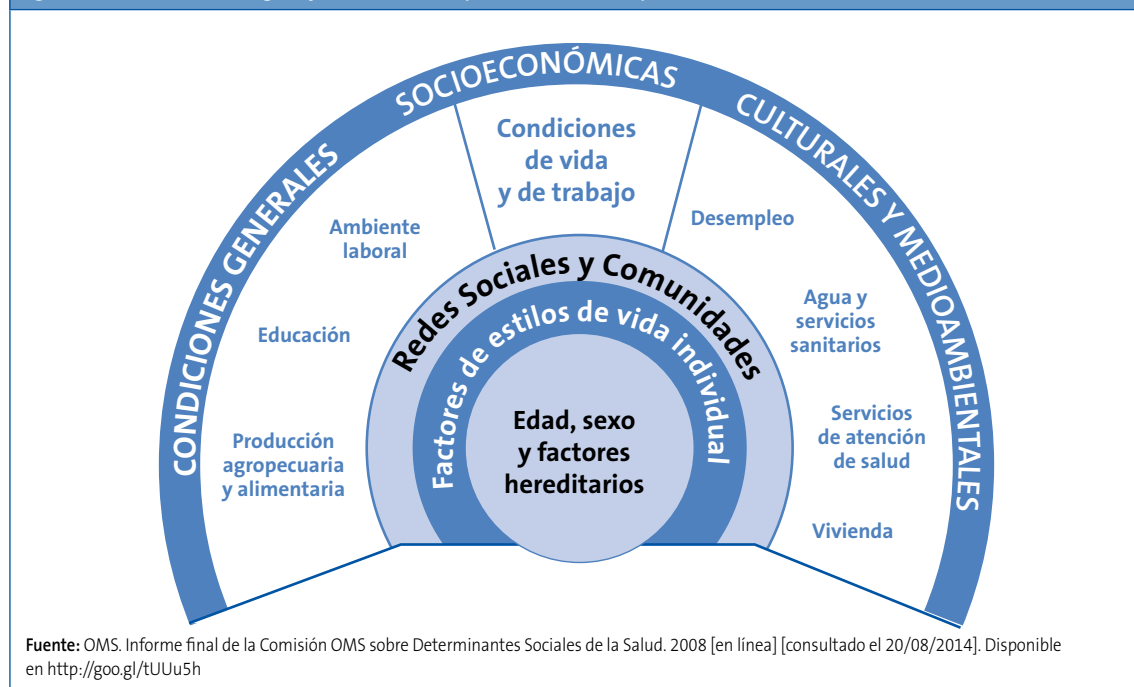 CONDICIONES GENERALES SOCIOECONÓMICAS CULTURALES Y MEDIOAMBIENTALES
Condiciones
de vida
y de trabajo
Ambiente
laboral
Educación
Producción
agropecuaria
y alimentaria
Desempleo
Agua y
servicios
sanitarios
Servicios
de atención
de salud
Vivienda
Redes Sociales y Comunidades
Factores de estilos de vida individual
Edad, sexo
y factores
hereditarios
Fuente: OMS. Informe final de la Comisión OMS sobre Determinantes Sociales de la Salud. 2008 [en línea] [consultado el 20/08/2014]. Disponible
en http://goo.gl/tUUu5h